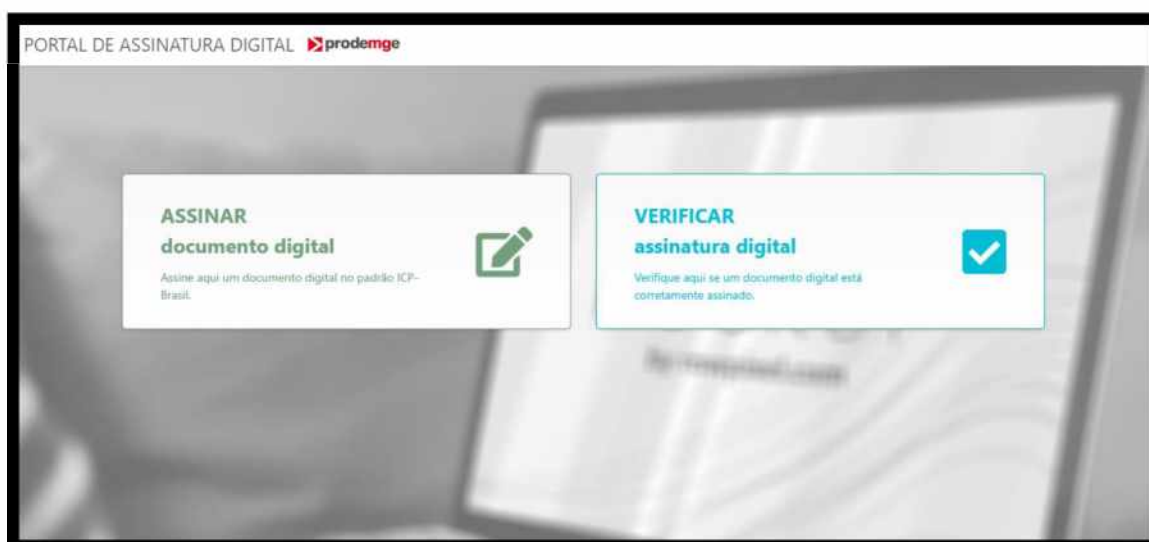 PORTAL DE ASSINATURA DIGITAL prodemge
ASSINAR
documento digital
Assine aqui um documento digital no padrão ICP-
Brasil.
VERIFICAR
assinatura digital
Verifique aqui se um documento digital está
corretamente assinado.